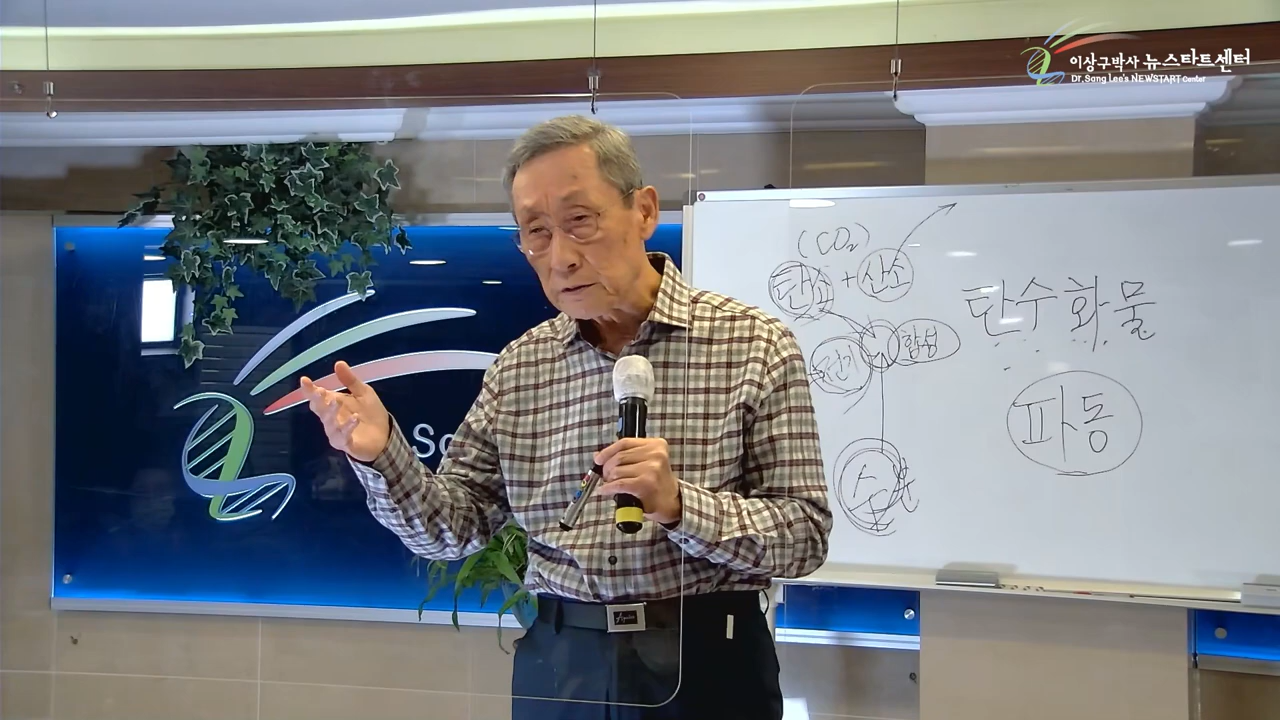 이상구박사 뉴스타트센터
Dr. Sang Lee's NEWSTART Center
(CO₂)
탄소 + 산소
전기 합성
탄수화물
파동
So